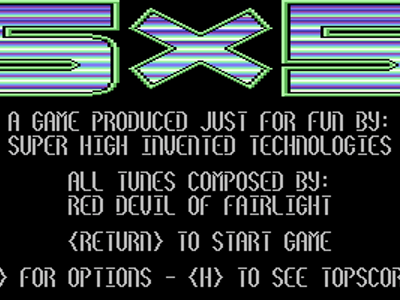 5X5
A GAME PRODUCED JUST FOR FUN BY:
SUPER HIGH INVENTED TECHNOLOGIES
ALL TUNES COMPOSED BY:
RED DEVIL OF FAIRLIGHT
{RETURN} TO START GAME
} FOR OPTIONS - {H} TO SEE TOPSCOR